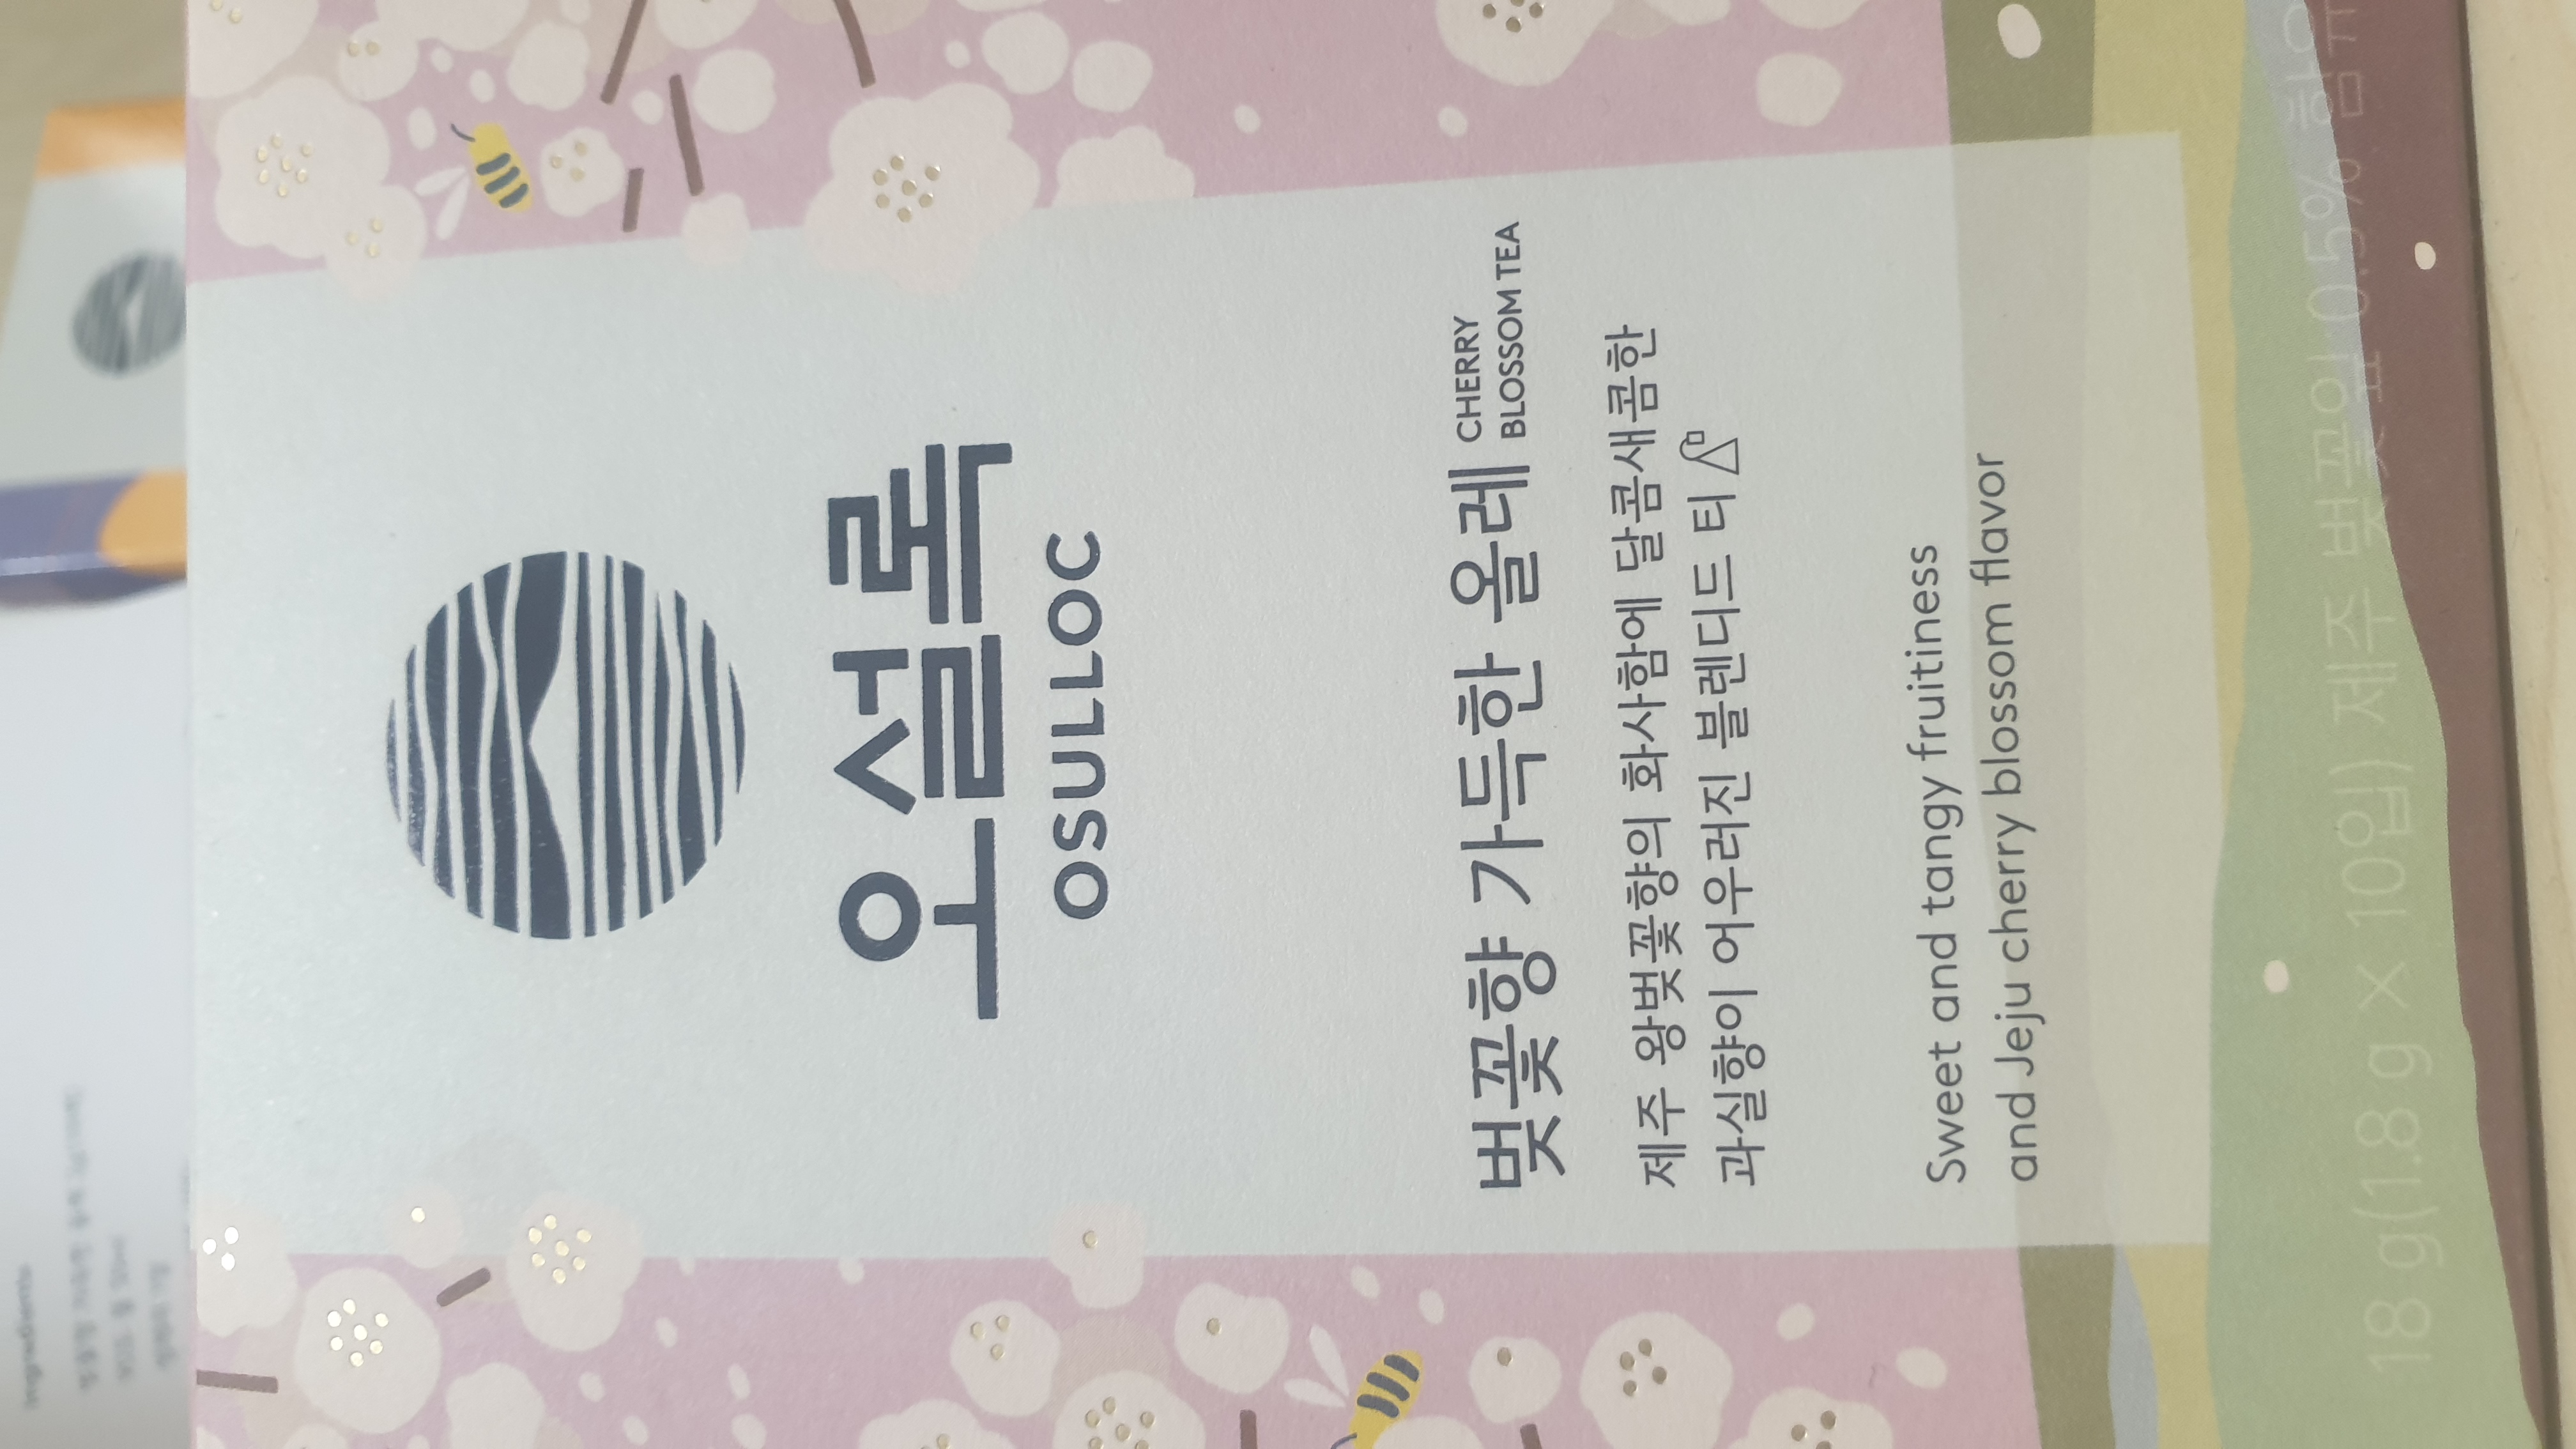 오설록
OSULLOC
벚꽃향 가득한 올레
CHERRY
BLOSSOM TEA
제주 왕벚꽃향의 화사함에 달콤새콤한
과실향이 어우러진 블렌디드 티
Sweet and tangy fruitiness
and Jeju cherry blossom flavor
18 g(1.8 g X 10입) 제주 벚꽃잎 0.5% 함유